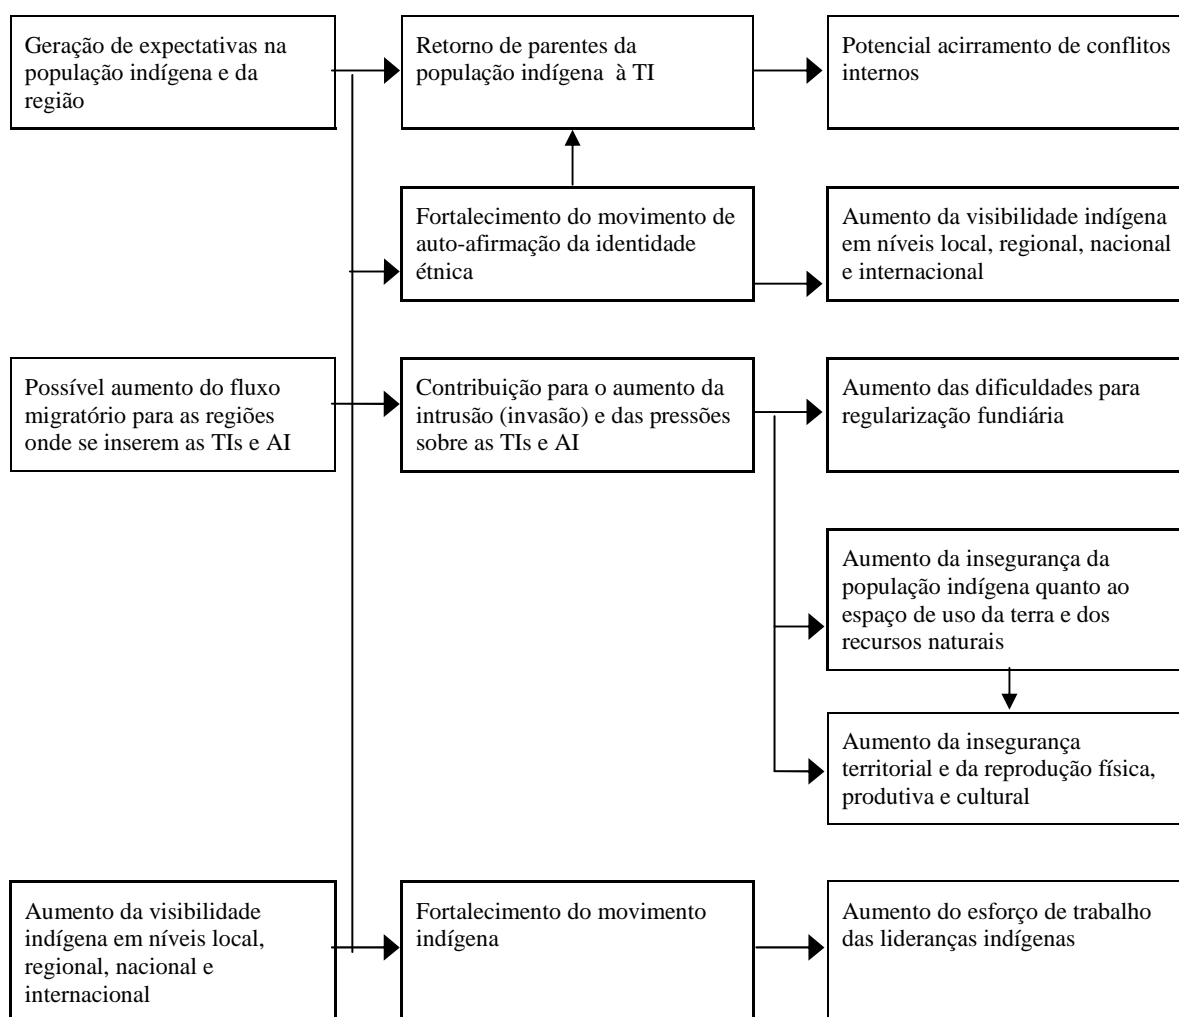 Geração de expectativas na
população indígena e da
região
Retorno de parentes da
população indígena à TI
Potencial acirramento de conflitos
internos
Fortalecimento do movimento de
auto-afirmação da identidade
étnica
Aumento da visibilidade indígena
em níveis local, regional, nacional
e internacional
Possível aumento do fluxo
migratório para as regiões
onde se inserem as TIs e AI
Contribuição para o aumento da
intrusão (invasão) e das pressões
sobre as TIs e AI
Aumento das dificuldades para
regularização fundiária
Aumento da insegurança da
população indígena quanto ao
espaço de uso da terra e dos
recursos naturais
Aumento da insegurança
territorial e da reprodução física,
produtiva e cultural
Aumento da visibilidade
indígena em níveis local,
regional, nacional e
internacional
Fortalecimento do movimento
indígena
Aumento do esforço de trabalho
das lideranças indígenas